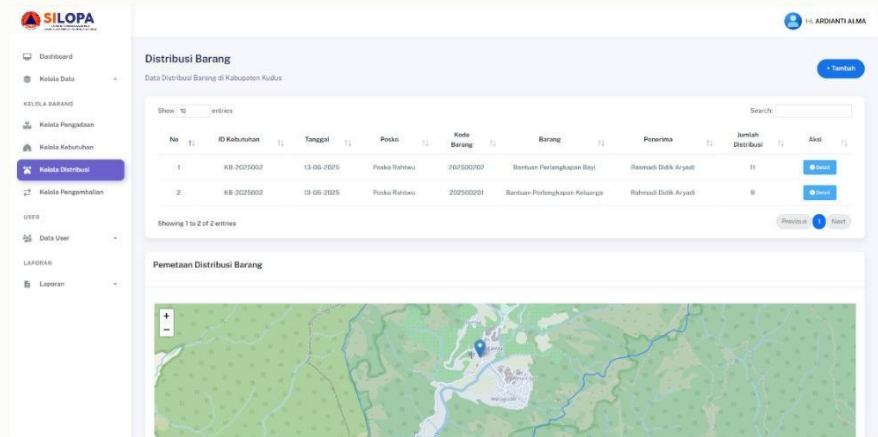 SILOPA
Hi, ARDIANTI ALMA
Dashboard
Kelola Data
KELOLA BARANG
Kelola Pengadaan
Kelola Kebutuhan
Kelola Distribusi
Kelola Pengembalian
USER
Data User
LAPORAN
Laporan
Distribusi Barang
Data Distribusi Barang di Kabupaten Kudus
+ Tambah
Show 10 entries
Search:
No ID Kebutuhan Tanggal Posko Kode Barang Barang Penerima Jumlah Distribusi Aksi
1 KB-2025002 13-06-2025 Posko Rahtwu 202500202 Bantuan Perlengkapan Bayi Rasmadi Didik Aryadi 11 Detail
2 KB-2025002 13-06-2025 Posko Rahtwu 202500201 Bantuan Perlengkapan Keluarga Rahmadi Didik Aryadi 9 Detail
Showing 1 to 2 of 2 entries
Previous 1 Next
Pemetaan Distribusi Barang
+
−